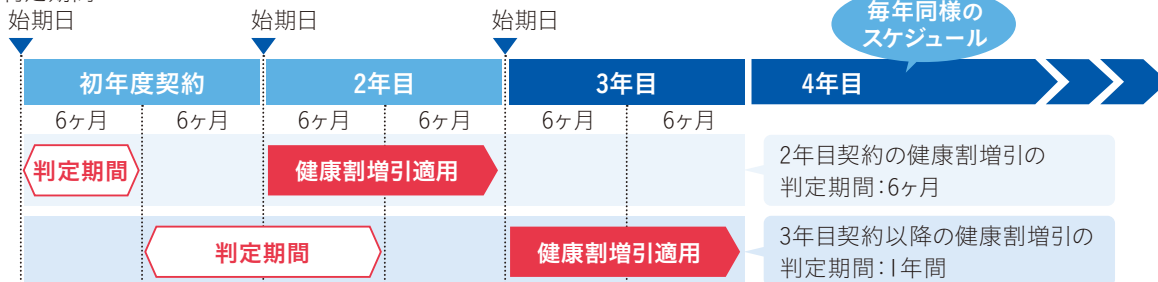 始期日
始期日
始期日
毎年同様の
スケジュール
初年度契約
2年目
3年目
4年目
6ヶ月
6ヶ月
6ヶ月
6ヶ月
6ヶ月
6ヶ月
判定期間
健康割増引適用
2年目契約の健康割増引の
判定期間:6ヶ月
判定期間
健康割増引適用
3年目契約以降の健康割増引の
判定期間:1年間